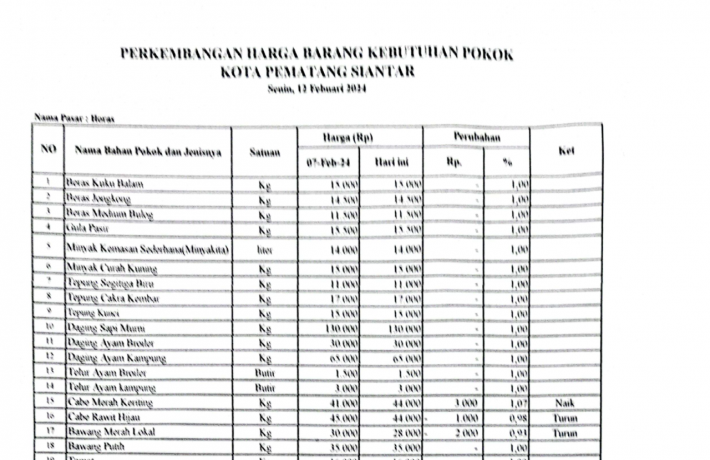 PERKEMBANGAN HARGA BARANG KEBUTUHAN POKOK
KOTA PEMATANG SIANTAR
Senin, 12 Febuari 2024
Nama Pasar : Horas
NO Nama Bahan Pokok dan Jenisnya Satuan Harga (Rp) Perubahan Ket
07-Feb-24 Hari ini Rp. %
1 Beras Kuku Balam Kg 15 000 15 000 - 1,00
2 Beras Jongkong Kg 14 500 14 500 - 1,00
3 Beras Medium Bulog Kg 11 500 11 500 - 1,00
4 Gula Pasir Kg 15 500 15 500 - 1,00
5 Minyak Kemasan Sederhana(Minyakita) liter 14 000 14 000 - 1,00
6 Minyak Curah Kuning Kg 15 000 15 000 - 1,00
7 Tepung Segitiga Biru Kg 11 000 11 000 - 1,00
8 Tepung Cakra Kembar Kg 12 000 12 000 - 1,00
9 Tepung Kunci Kg 15 000 15 000 - 1,00
10 Daging Sapi Murni Kg 130 000 130 000 - 1,00
11 Daging Ayam Broiler Kg 30 000 30 000 - 1,00
12 Daging Ayam Kampung Kg 65 000 65 000 - 1,00
13 Telur Ayam Broiler Butir 1 500 1 500 - 1,00
14 Telur Ayam kampung Butir 3 000 3 000 - 1,00
15 Cabe Merah Keriting Kg 41 000 44 000 3 000 1,07 Naik
16 Cabe Rawit Hijau Kg 45 000 44 000 - 1 000 0,98 Turun
17 Bawang Merah Lokal Kg 30 000 28 000 - 2 000 0,93 Turun
18 Bawang Putih Kg 35 000 35 000 - 1,00